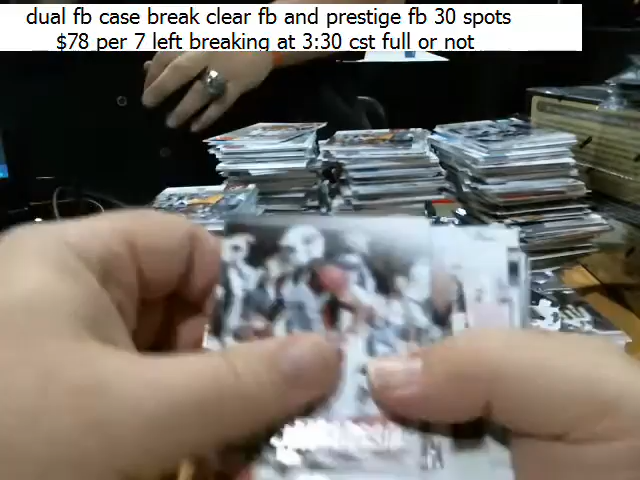 dual fb case break clear fb and prestige fb 30 spots
$78 per 7 left breaking at 3:30 cst full or not